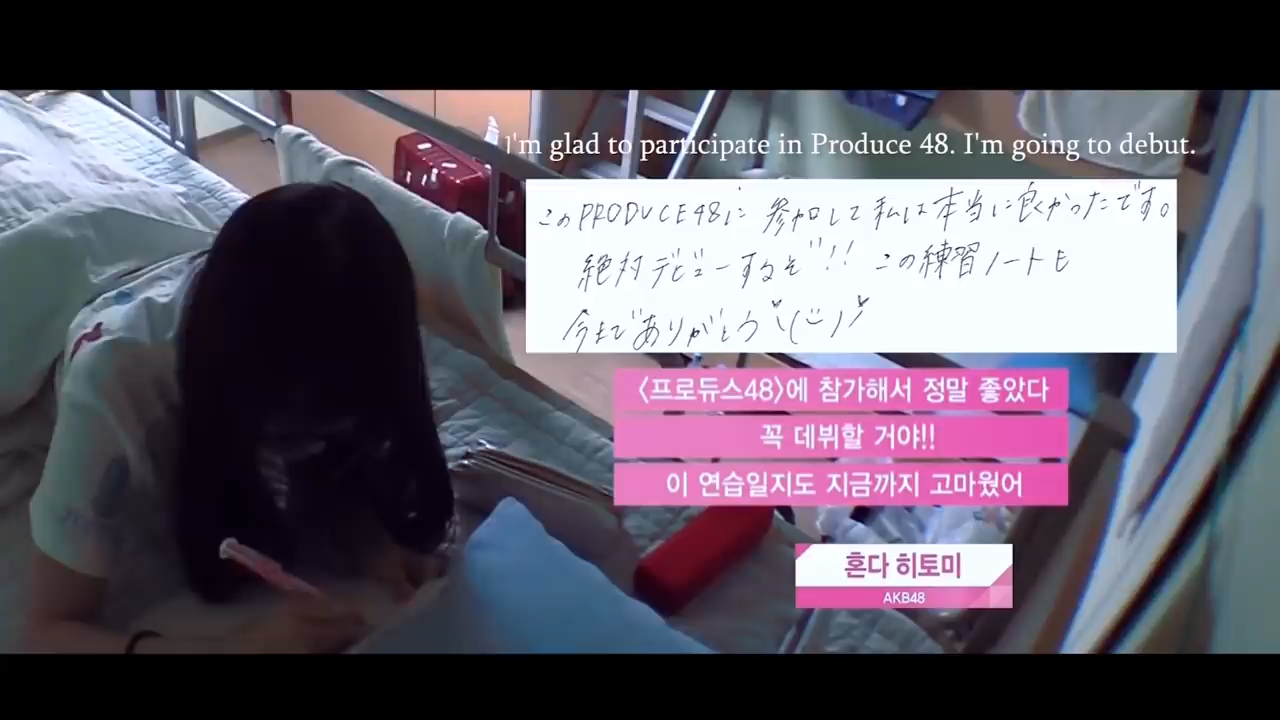 I'm glad to participate in Produce 48. I'm going to debut.
このPRODUCE48に 参加して私は本当に良かったです。
絶対デビューするぞ!! この練習ノートも
今までありがとう
<프로듀스48>에 참가해서 정말 좋았다
꼭 데뷔할 거야!!
이 연습일지도 지금까지 고마웠어
혼다 히토미
AKB48